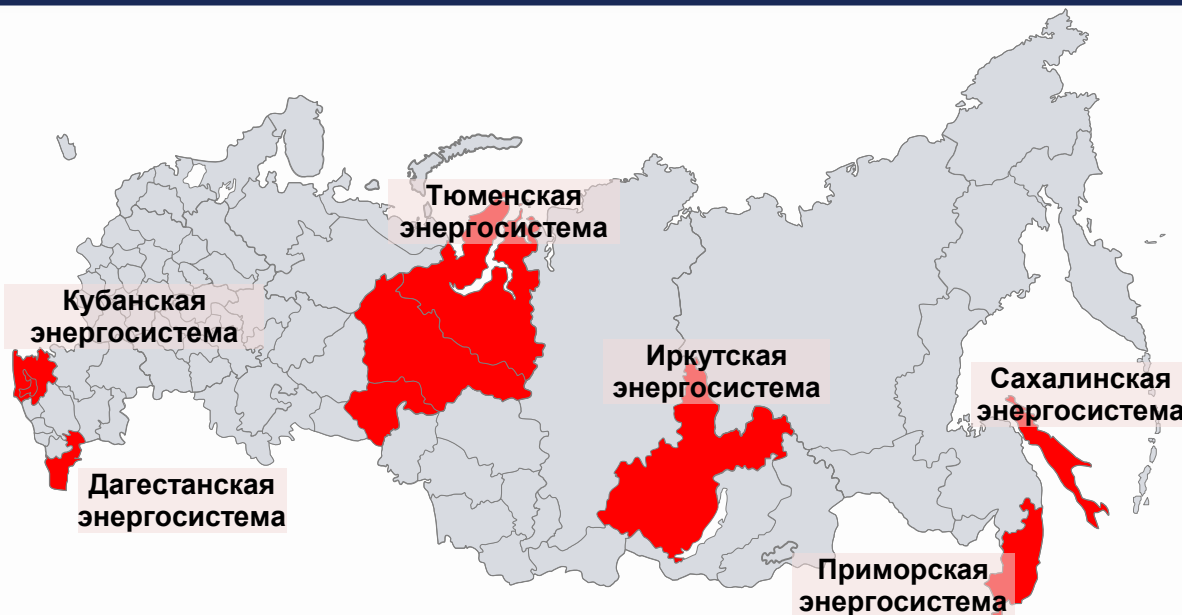 Тюменская
энергосистема
Кубанская
энергосистема
Иркутская
энергосистема
Сахалинская
энергосистема
Дагестанская
энергосистема
Приморская
энергосистема